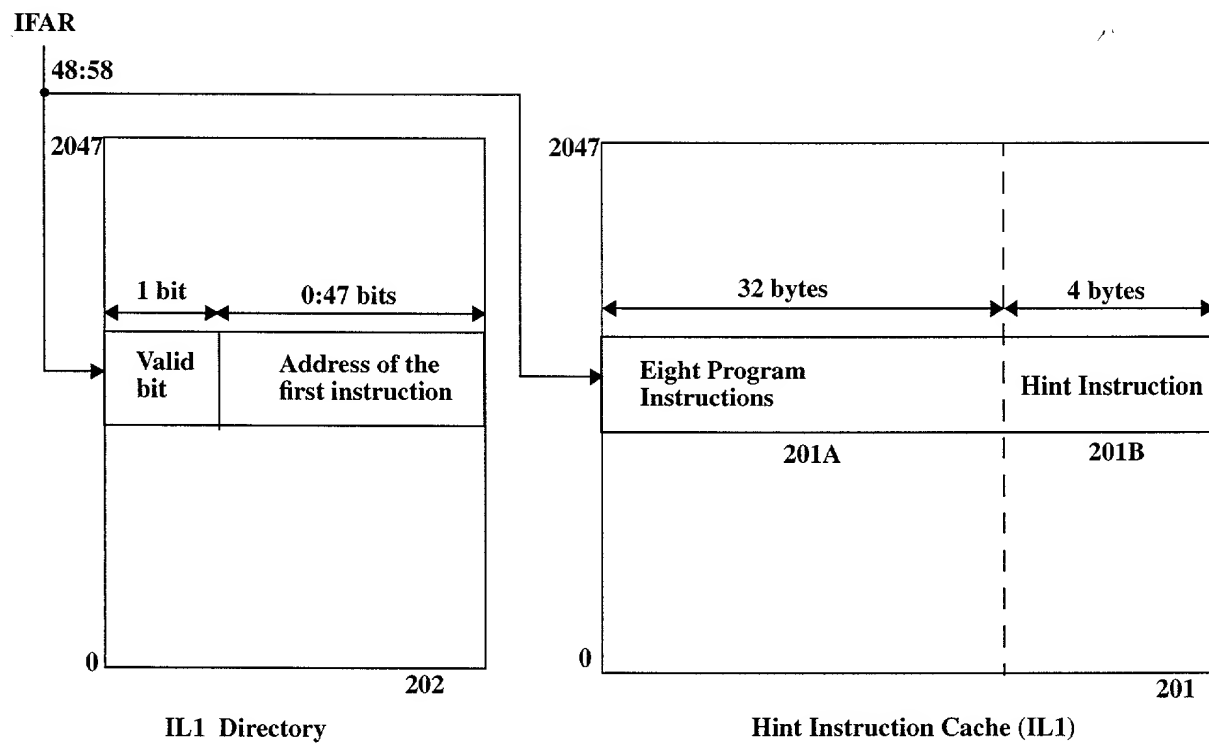 IFAR
48:58
2047
2047
1 bit
0:47 bits
32 bytes
4 bytes
Valid
bit
Address of the
first instruction
Eight Program
Instructions
Hint Instruction
201A
201B
0
0
202
201
IL1 Directory
Hint Instruction Cache (IL1)